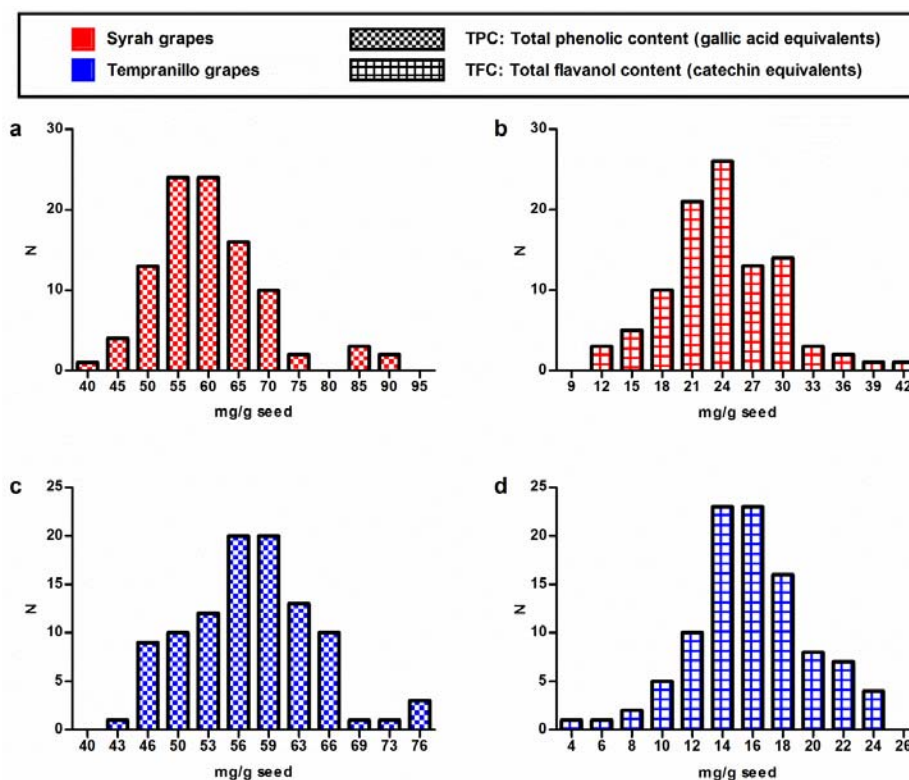 Syrah grapes
TPC: Total phenolic content (gallic acid equivalents)
Tempranillo grapes
TFC: Total flavanol content (catechin equivalents)
a
30
20
10
0
N
40 45 50 55 60 65 70 75 80 85 90 95
mg/g seed
b
30
20
10
0
N
9 12 15 18 21 24 27 30 33 36 39 42
mg/g seed
c
25
20
15
10
5
0
N
40 43 46 50 53 56 59 63 66 69 73 76
mg/g seed
d
25
20
15
10
5
0
N
4 6 8 10 12 14 16 18 20 22 24 26
mg/g seed